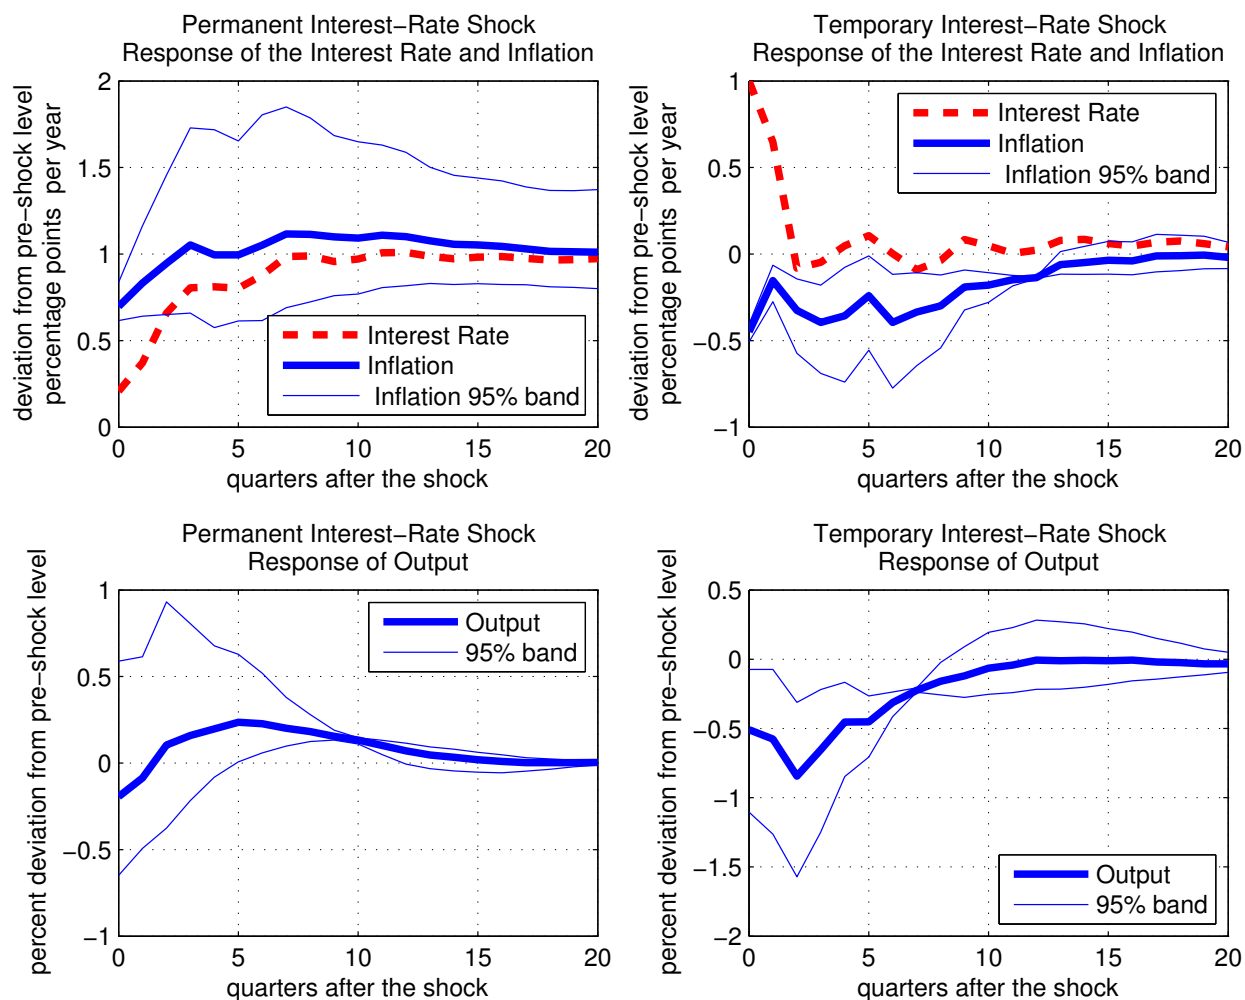 Permanent Interest−Rate Shock
Response of the Interest Rate and Inflation
deviation from pre−shock level
percentage points per year
2
1.5
1
0.5
0
Interest Rate
Inflation
Inflation 95% band
0 5 10 15 20
quarters after the shock
Temporary Interest−Rate Shock
Response of the Interest Rate and Inflation
deviation from pre−shock level
percentage points per year
1
0.5
0
−0.5
−1
Interest Rate
Inflation
Inflation 95% band
0 5 10 15 20
quarters after the shock
Permanent Interest−Rate Shock
Response of Output
percent deviation from pre−shock level
1
0.5
0
−0.5
−1
Output
95% band
0 5 10 15 20
quarters after the shock
Temporary Interest−Rate Shock
Response of Output
percent deviation from pre−shock level
0.5
0
−0.5
−1
−1.5
−2
Output
95% band
0 5 10 15 20
quarters after the shock